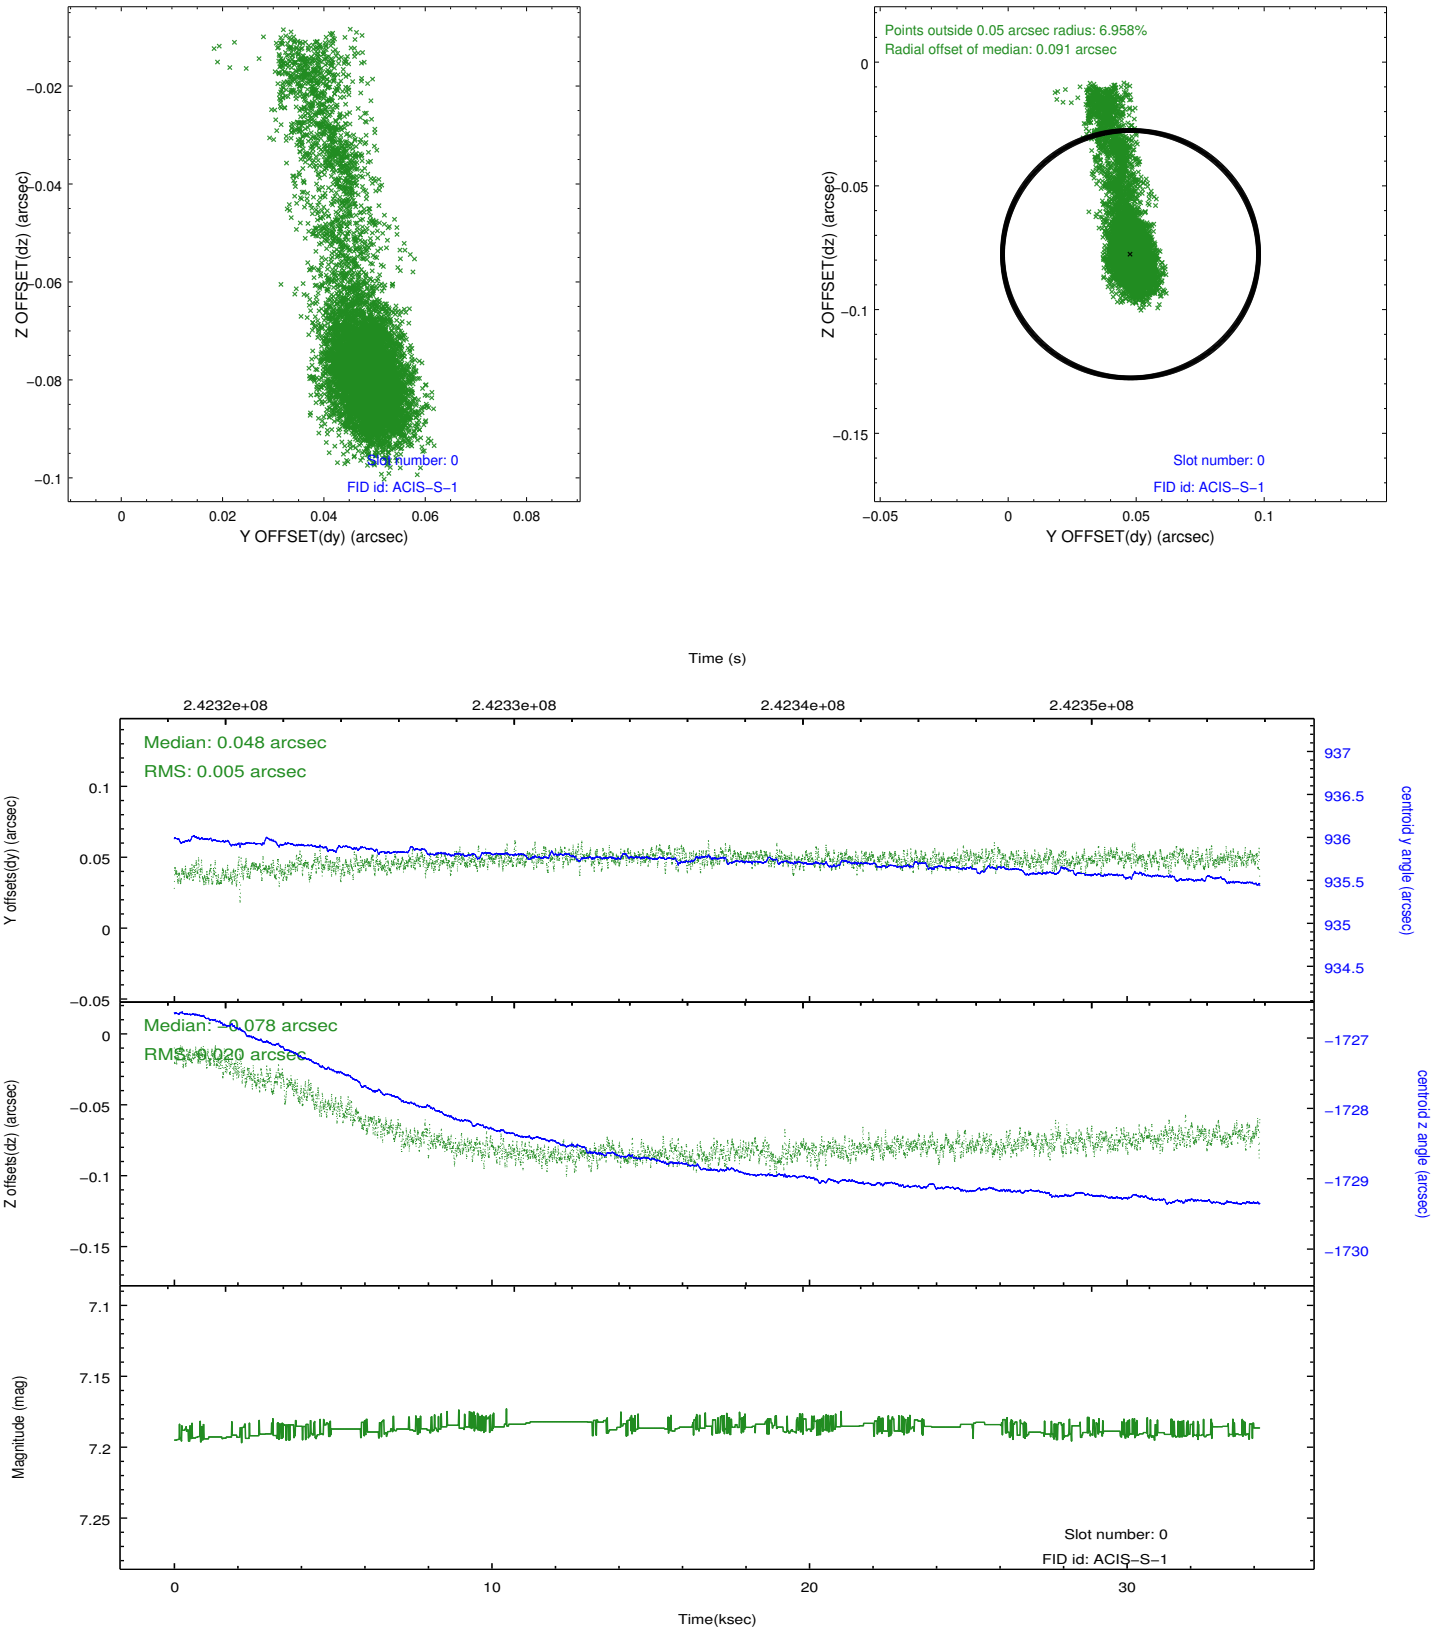 −0.02
−0.04
−0.06
−0.08
−0.1
Z OFFSET(dz) (arcsec)
Slot number: 0
FID id: ACIS−S−1
0 0.02 0.04 0.06 0.08
Y OFFSET(dy) (arcsec)
Points outside 0.05 arcsec radius: 6.958%
Radial offset of median: 0.091 arcsec
0
−0.05
−0.1
−0.15
Z OFFSET(dz) (arcsec)
Slot number: 0
FID id: ACIS−S−1
−0.05 0 0.05 0.1
Y OFFSET(dy) (arcsec)
Time (s)
2.4232e+08 2.4233e+08 2.4234e+08 2.4235e+08
Median: 0.048 arcsec
RMS: 0.005 arcsec
0.1
0.05
0
−0.05
Y offsets(dy) (arcsec)
937
936.5
936
935.5
935
934.5
centroid y angle (arcsec)
Median: −0.078 arcsec
RMS: 0.020 arcsec
0
−0.05
−0.1
−0.15
Z offsets(dz) (arcsec)
−1727
−1728
−1729
−1730
centroid z angle (arcsec)
7.1
7.15
7.2
7.25
Magnitude (mag)
Slot number: 0
FID id: ACIS−S−1
0 10 20 30
Time(ksec)